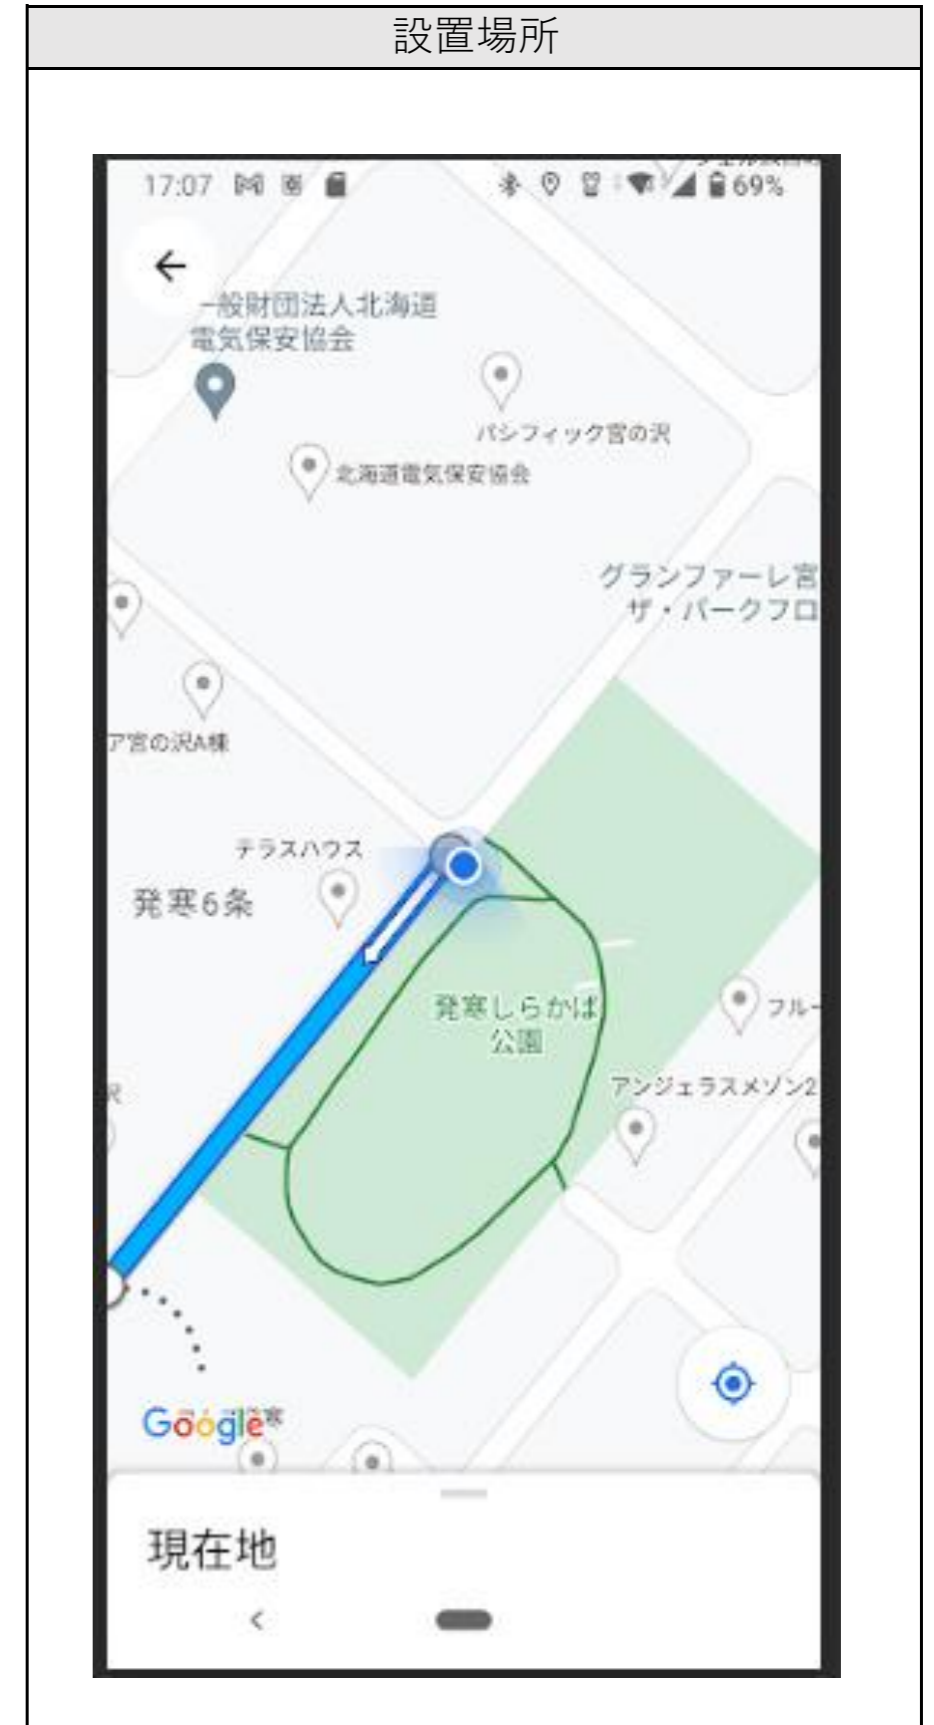 設置場所
17:07
69%
一般財団法人北海道
電気保安協会
パシフィック宮の沢
北海道電気保安協会
グランファーレ宮
ザ・パークフロ
ア宮の沢A棟
テラスハウス
発寒6条
発寒しらかば
公園
フルー
アンジェラスメゾン2
Google
寒
現在地